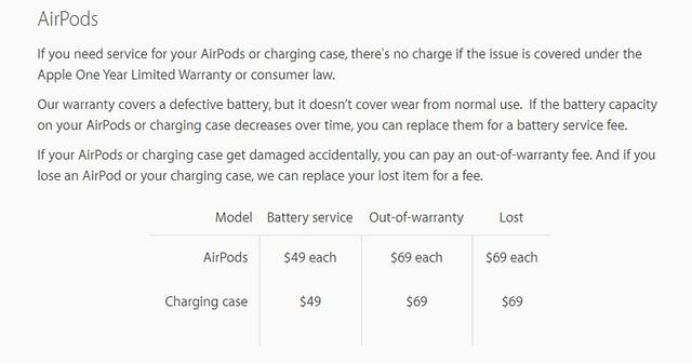 AirPods
If you need service for your AirPods or charging case, there's no charge if the issue is covered under the
Apple One Year Limited Warranty or consumer law.
Our warranty covers a defective battery, but it doesn't cover wear from normal use.  If the battery capacity
on your AirPods or charging case decreases over time, you can replace them for a battery service fee.
If your AirPods or charging case get damaged accidentally, you can pay an out-of-warranty fee. And if you
lose an AirPod or your charging case, we can replace your lost item for a fee.
Model Battery service Out-of-warranty Lost
AirPods $49 each $69 each $69 each
Charging case $49 $69 $69